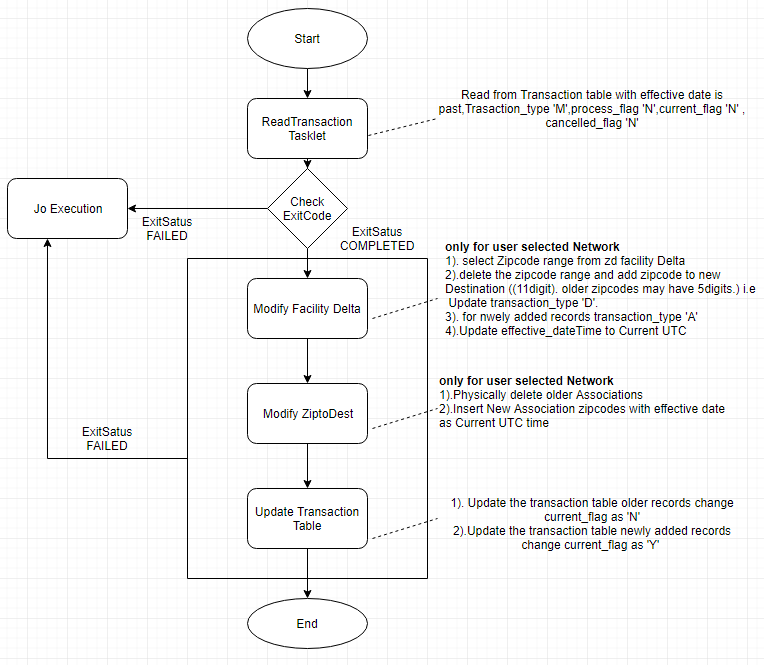 Start
ReadTransaction
Tasklet
Read from Transaction table with effective date is
past,Trasaction_type 'M',process_flag 'N',current_flag 'N' ,
cancelled_flag 'N'
Check
ExitCode
Jo Execution
ExitSatus
FAILED
ExitSatus
COMPLETED
Modify Facility Delta
only for user selected Network
1). select Zipcode range from zd facility Delta
2).delete the zipcode range and add zipcode to new
Destination ((11digit). older zipcodes may have 5digits.) i.e
Update transaction_type 'D'.
3). for nwely added records transaction_type 'A'
4).Update effective_dateTime to Current UTC
Modify ZiptoDest
only for user selected Network
1).Physically delete older Associations
2).Insert New Association zipcodes with effective date
as Current UTC time
ExitSatus
FAILED
Update Transaction
Table
1). Update the transaction table older records change
current_flag as 'N'
2).Update the transaction table newly added records
change current_flag as 'Y'
End